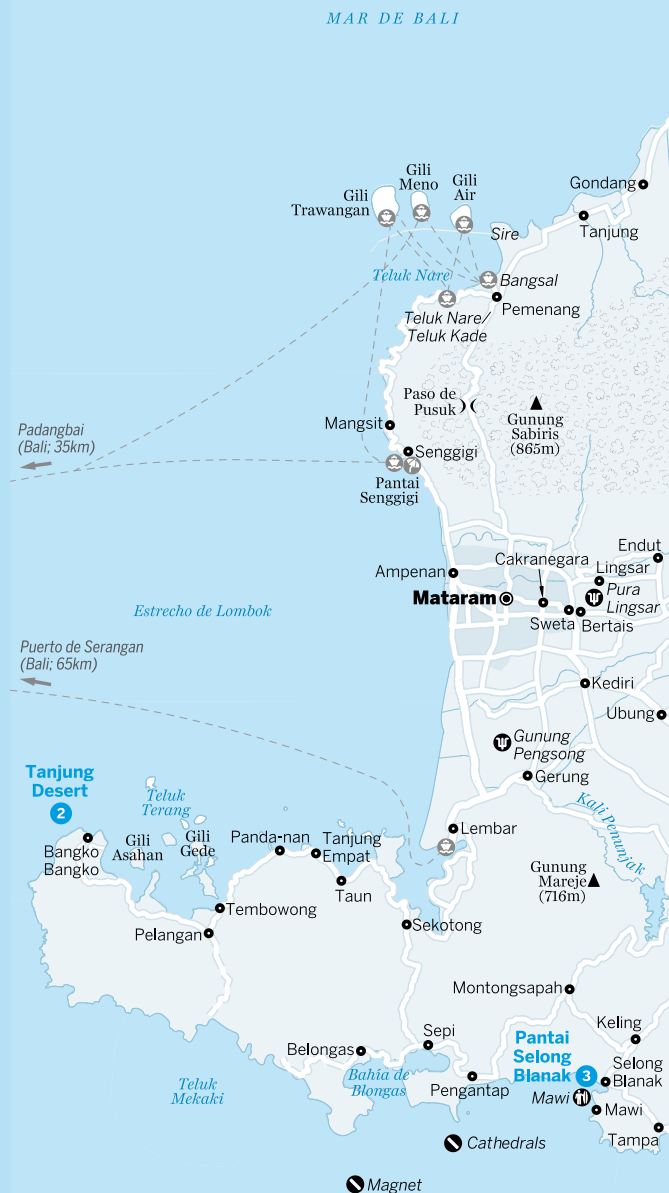 MAR DE BALI
Gili
Trawangan
Gili
Meno
Gili
Air
Gondang
Tanjung
Sire
Teluk Nare
Bangsal
Pemenang
Teluk Nare/
Teluk Kade
Paso de
Pusuk
Gunung
Sabiris
(865m)
Mangsit
Padangbai
(Bali; 35km)
Senggigi
Pantai
Senggigi
Endut
Cakranegara
Lingsar
Ampenan
Mataram
Pura
Lingsar
Sweta
Bertais
Estrecho de Lombok
Puerto de Serangan
(Bali; 65km)
Kediri
Ubung
Gunung
Pengsong
Gerung
Kali Penunjak
Tanjung
Desert
2
Teluk
Terang
Bangko
Bangko
Gili
Asahan
Gili
Gede
Panda-nan
Tanjung
Empat
Taun
Lembar
Gunung
Mareje
(716m)
Tembowong
Pelangan
Sekotong
Montongsapah
Keling
Sepi
Belongas
Pantai
Selong
Blanak
3
Selong
Blanak
Teluk
Mekaki
Bahía de
Blongas
Pengantap
Mawi
Mawi
Tampa
Cathedrals
Magnet